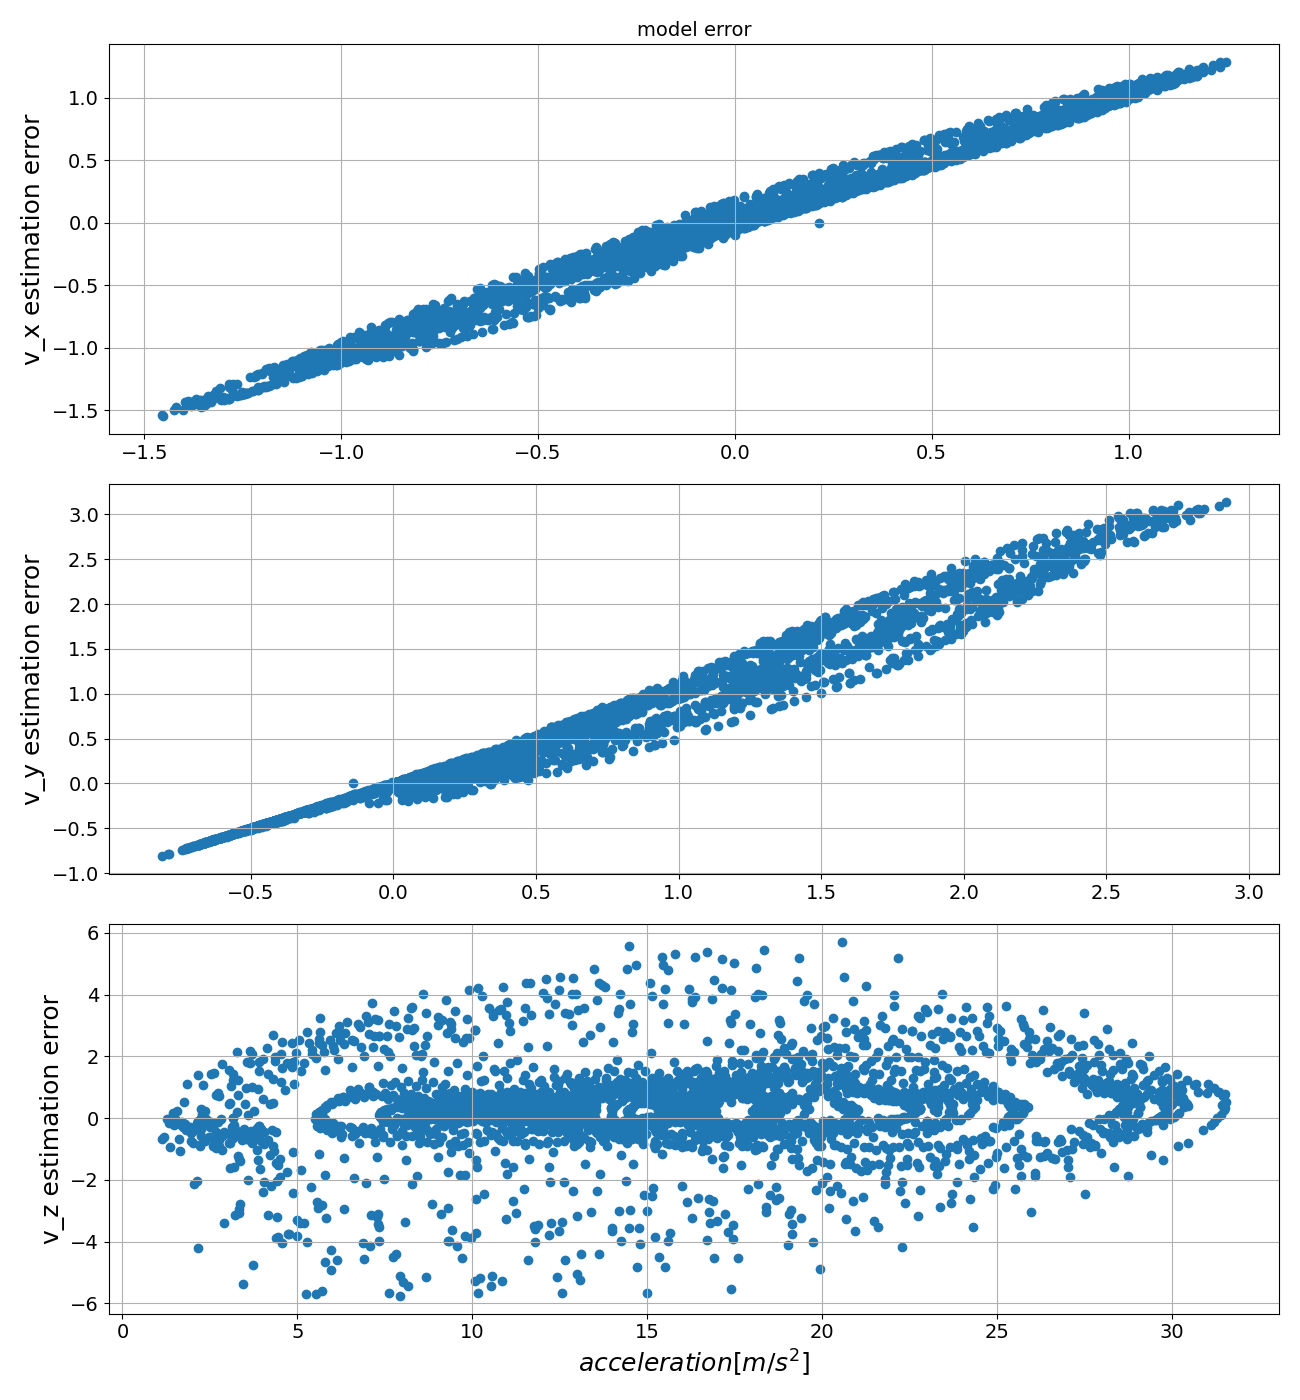 model error
v_x estimation error
1.0
0.5
0.0
−0.5
−1.0
−1.5
−1.5 −1.0 −0.5 0.0 0.5 1.0
v_y estimation error
3.0
2.5
2.0
1.5
1.0
0.5
0.0
−0.5
−1.0
−0.5 0.0 0.5 1.0 1.5 2.0 2.5 3.0
v_z estimation error
6
4
2
0
−2
−4
−6
0 5 10 15 20 25 30
acceleration[m/s²]